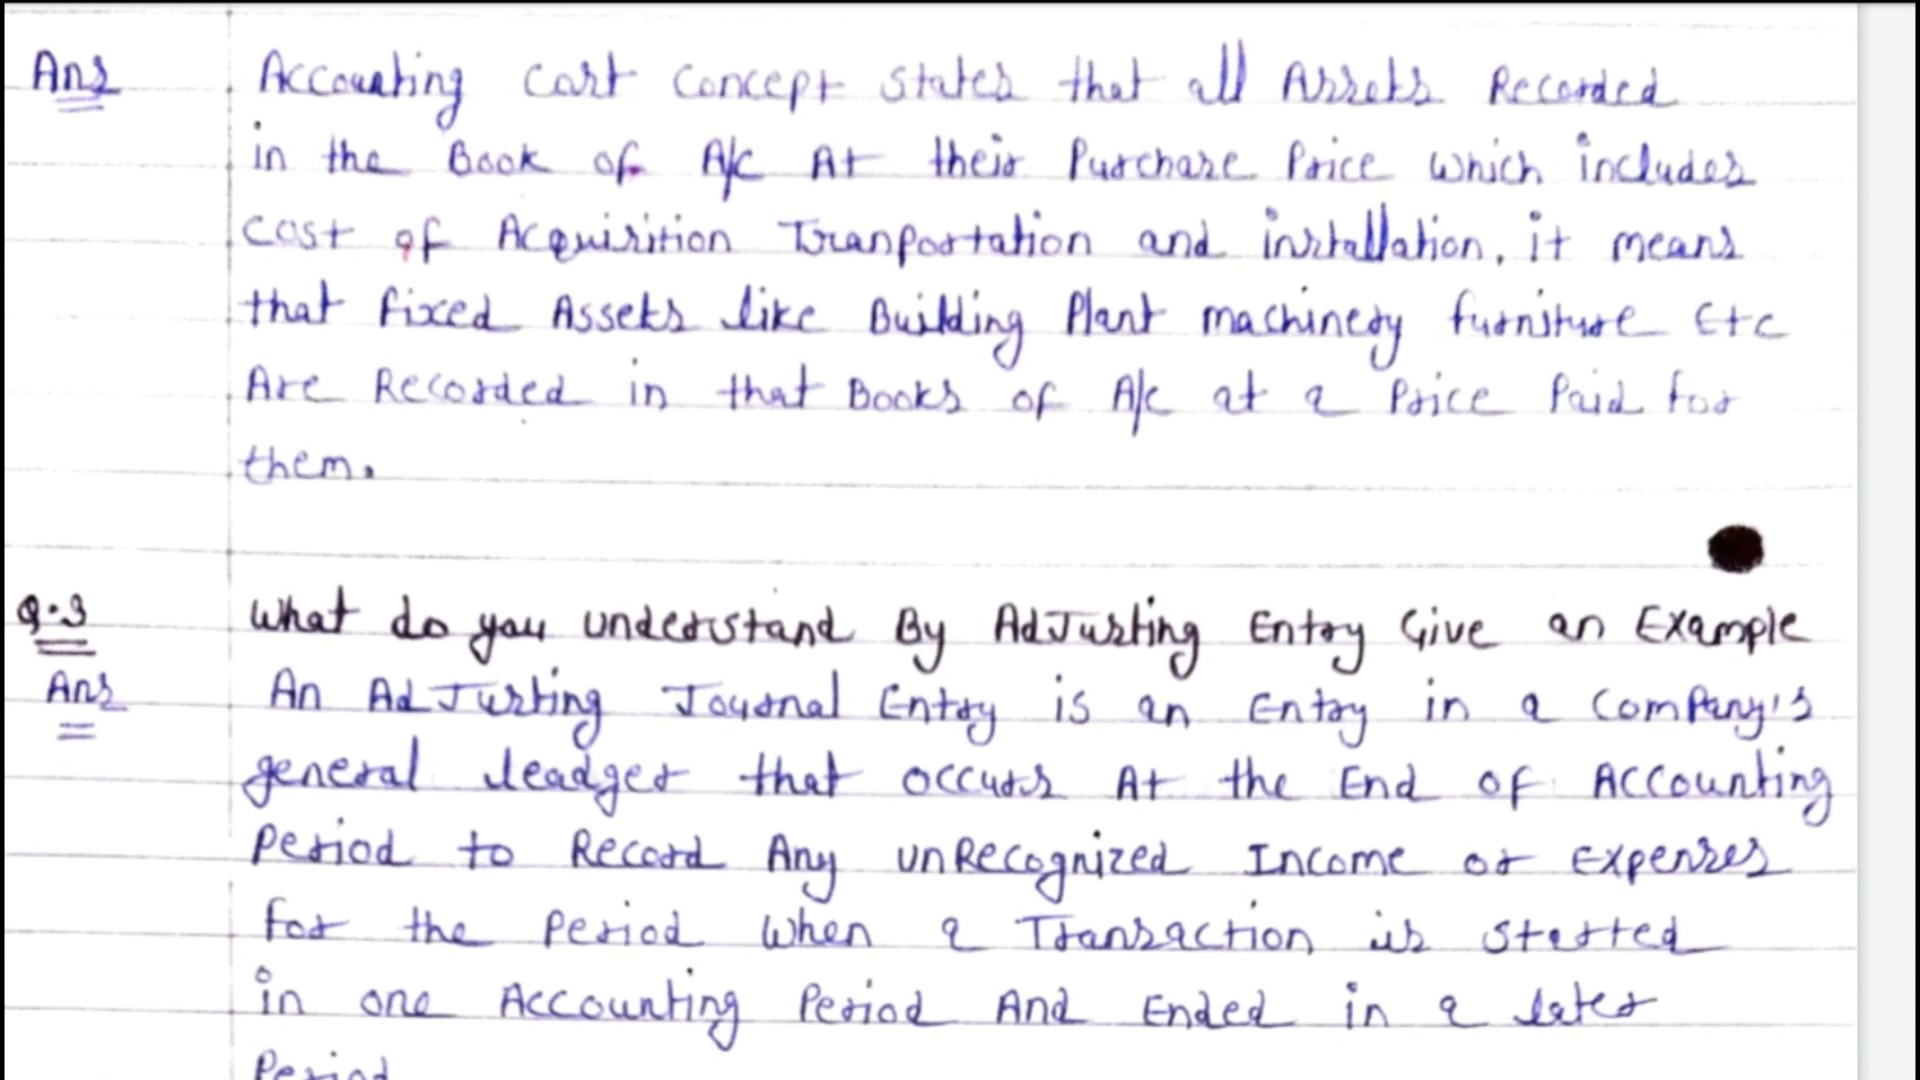 Ans Accounting Cost Concept States that all Assets Recorded
in the Book of A/c At their Purchase Price which includes
cost of Acquisition Tranportation and installation, it means
that fixed Assets like Building Plant machinery furniture Etc
Are Recorded in that Books of A/c at a Price Paid for
them.
Q.3 What do you understand By AdJusting Entry Give an Example
Ans An AdJusting Journal Entry is an Entry in a Company's
general leadger that occurs At the End of Accounting
Period to Record Any unRecognized Income or Expenses
for the Period When a Transaction is started
in one Accounting Period And Ended in a later
Period